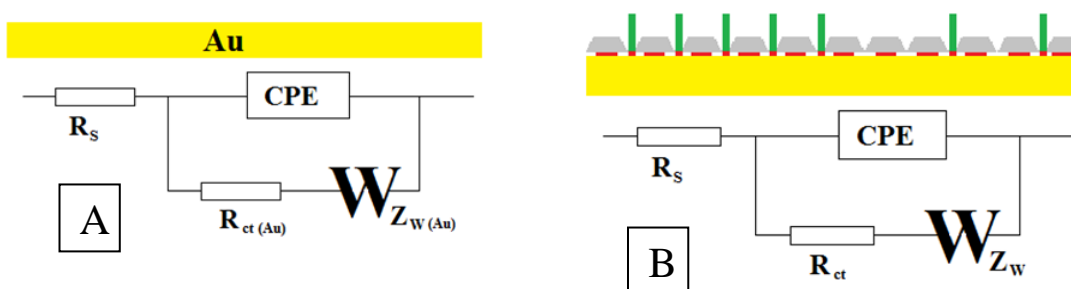 Au
CPE
R_S
R_ct (Au)
W
Z_W (Au)
A
CPE
R_S
R_ct
W
Z_W
B